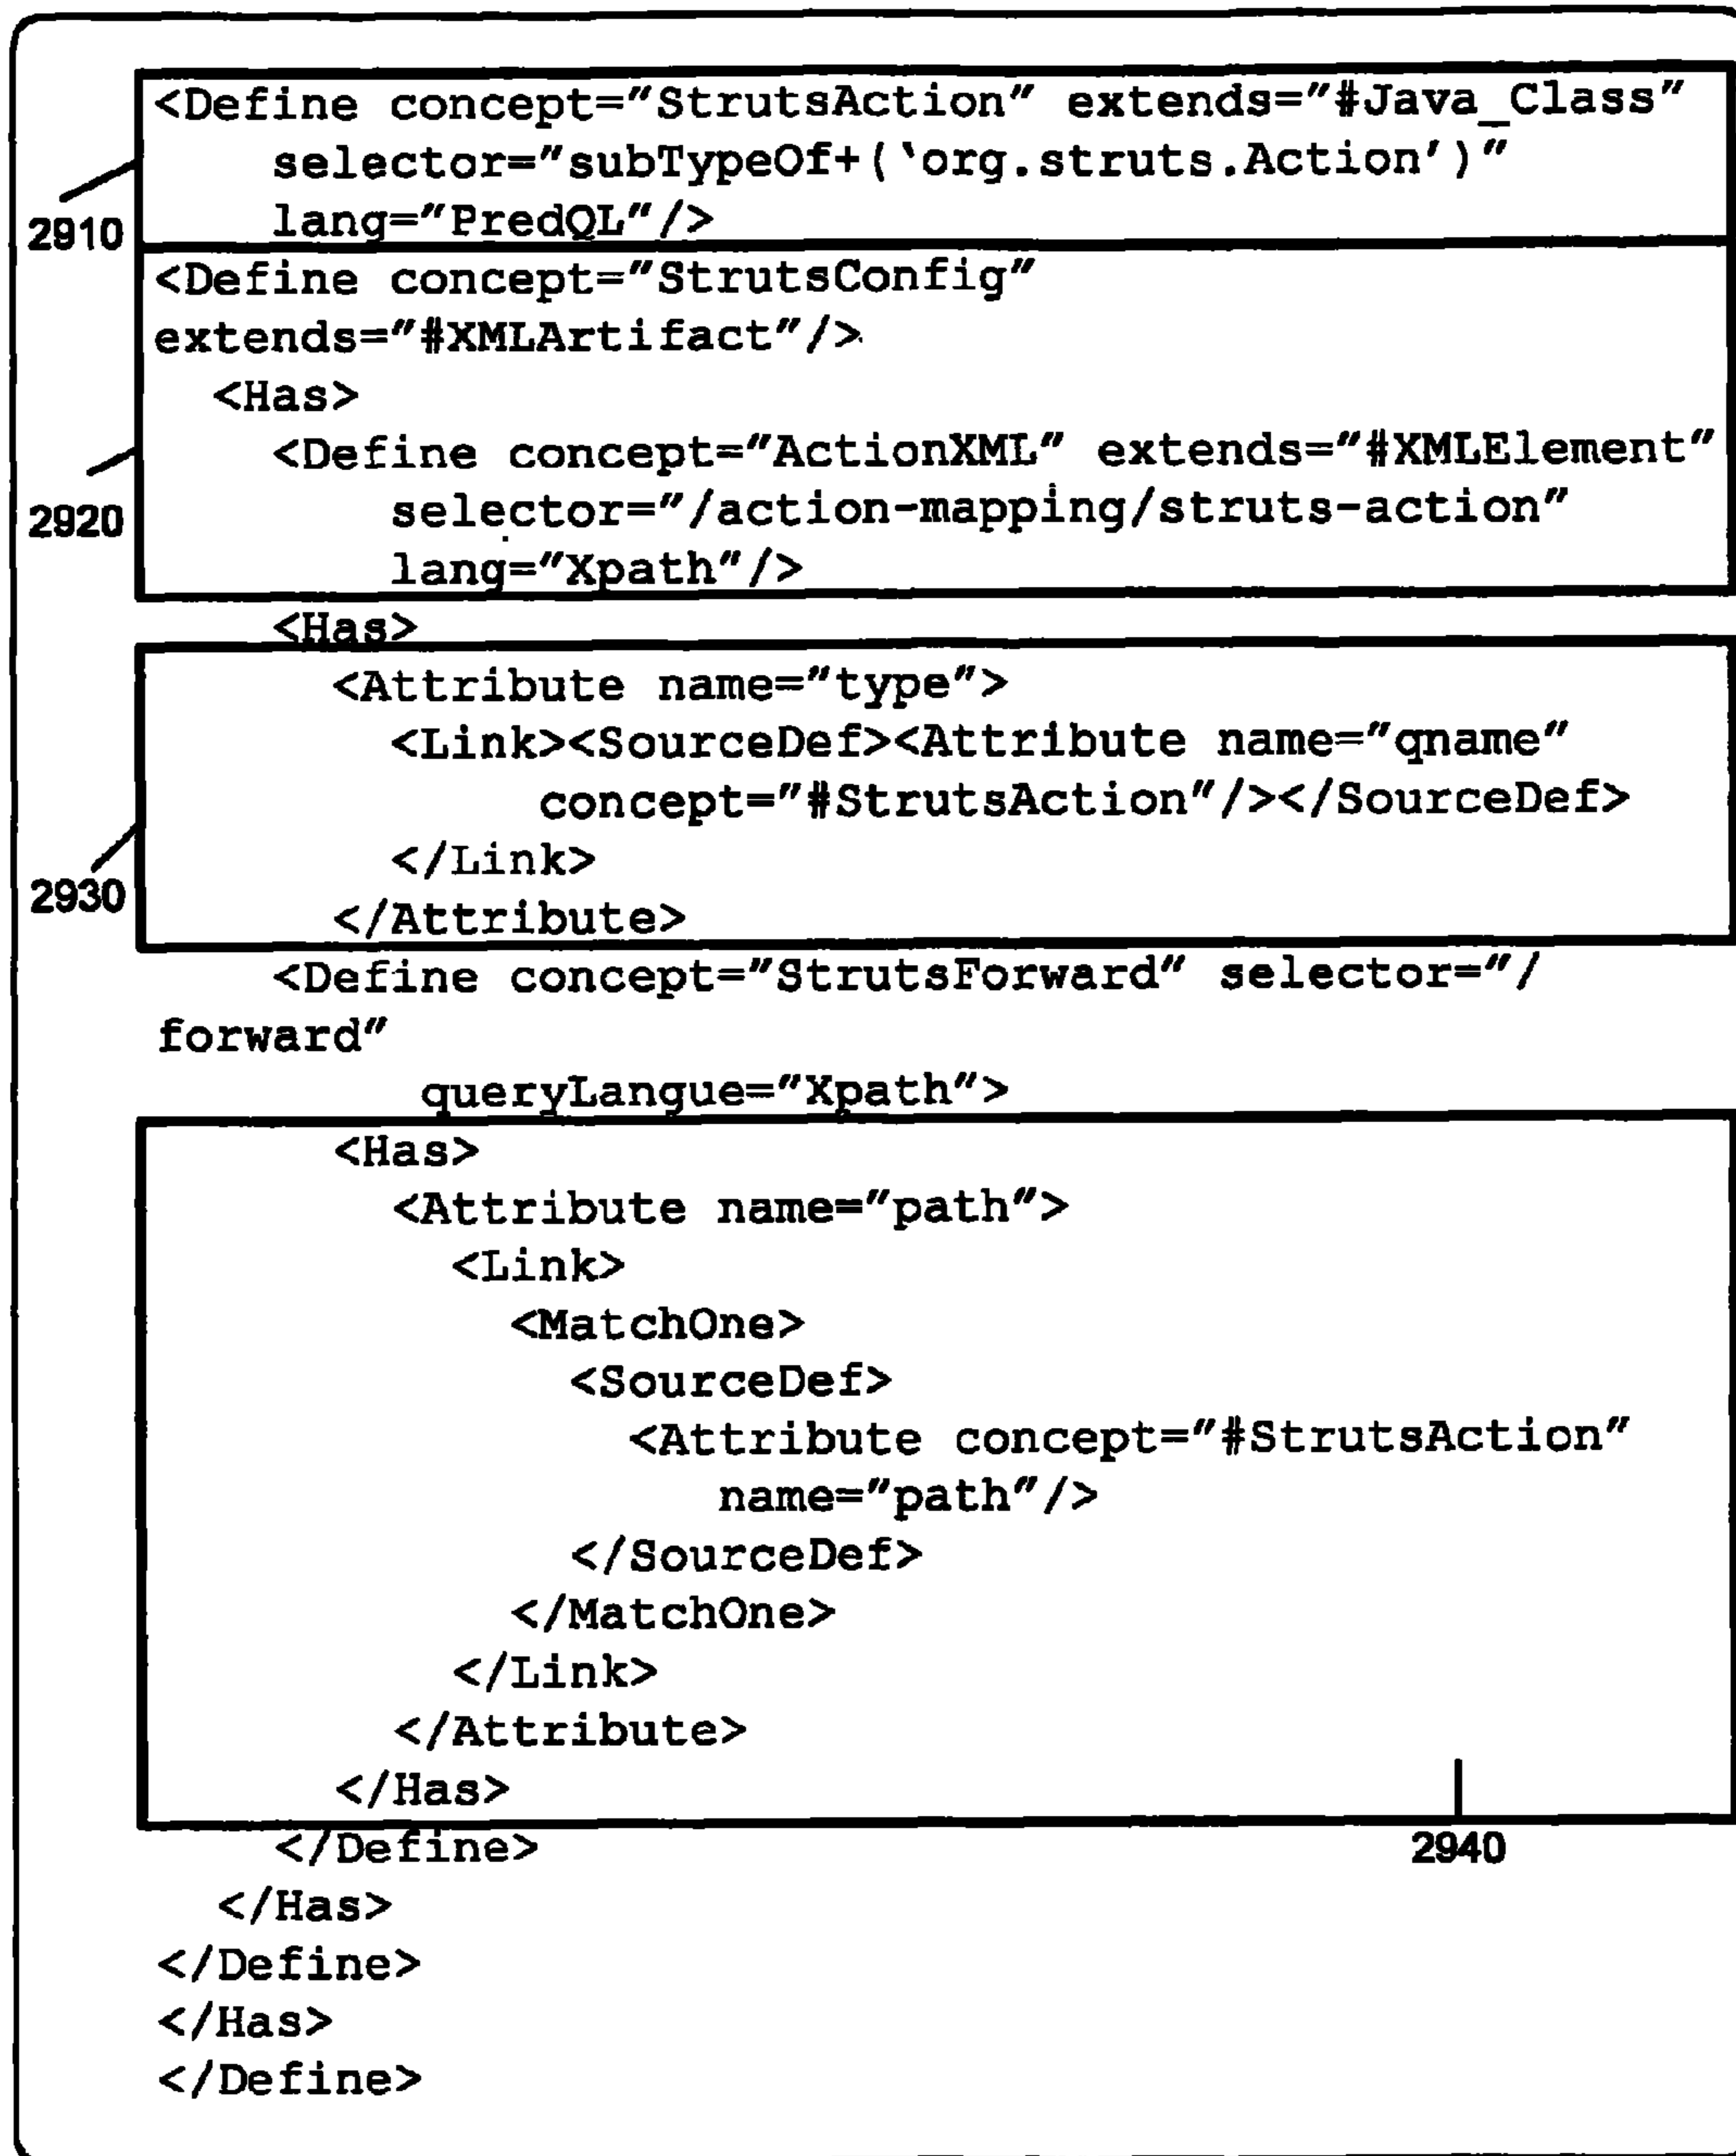 <Define concept="StrutsAction" extends="#Java_Class"
selector="subTypeOf+(‘org.struts.Action’)"
lang="PredQL"/>
2910
<Define concept="StrutsConfig"
extends="#XMLArtifact"/>
<Has>
<Define concept="ActionXML" extends="#XMLElement"
selector="/action-mapping/struts-action"
2920
lang="Xpath"/>
<Has>
<Attribute name="type">
<Link><SourceDef><Attribute name="qname"
concept="#StrutsAction"/></SourceDef>
</Link>
2930
</Attribute>
<Define concept="StrutsForward" selector="/
forward"
queryLangue="Xpath">
<Has>
<Attribute name="path">
<Link>
<MatchOne>
<SourceDef>
<Attribute concept="#StrutsAction"
name="path"/>
</SourceDef>
</MatchOne>
</Link>
</Attribute>
</Has>
</Define>
2940
</Has>
</Define>
</Has>
</Define>